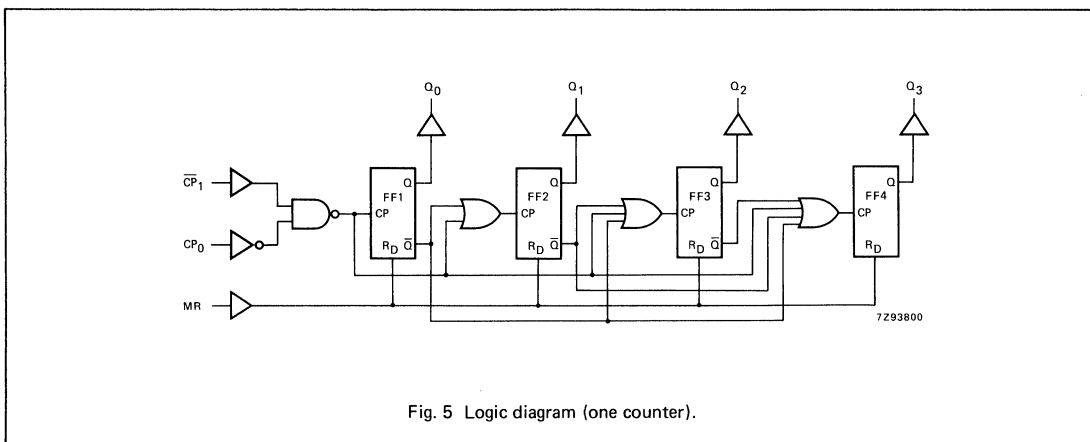 Q0 Q1 Q2 Q3
CP1
CP0
MR
FF1
CP
Q
RD
Q
FF2
CP
Q
RD
Q
FF3
CP
Q
RD
Q
FF4
CP
Q
RD
7Z93800
Fig. 5 Logic diagram (one counter).